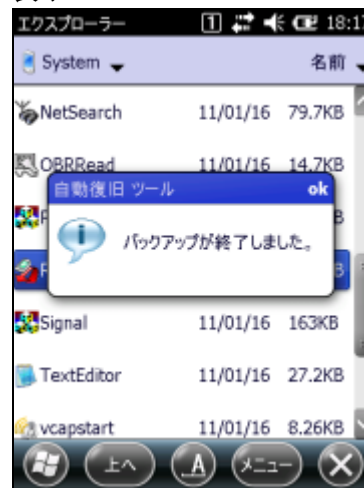 エクスプローラー 1 18:1
System 名前
NetSearch 11/01/16 79.7KB
OBRRead 11/01/16 14.7KB
自動復旧 ツール ok
バックアップが終了しました。
Signal 11/01/16 163KB
TextEditor 11/01/16 27.2KB
vcapstart 11/01/16 8.26KB
上へ A メニュー